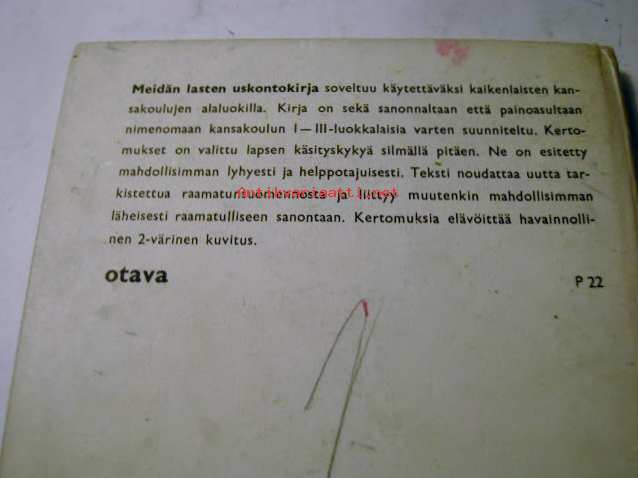 Meidän lasten uskontokirja soveltuu käytettäväksi kaikenlaisten kan-
sakoulujen alaluokilla. Kirja on sekä sanonnaltaan että painoasultaan
nimenomaan kansakoulun I—III-luokkalaisia varten suunniteltu. Kerto-
mukset on valittu lapsen käsityskykyä silmällä pitäen. Ne on esitetty
mahdollisimman lyhyesti ja helppotajuisesti. Teksti noudattaa uutta tar-
kistettua raamatunsuomennosta ja liittyy muutenkin mahdollisimman
Antikvariaatti.net
läheisesti raamatulliseen sanontaan. Kertomuksia elävöittää havainnolli-
nen 2-värinen kuvitus.
otava
P 22